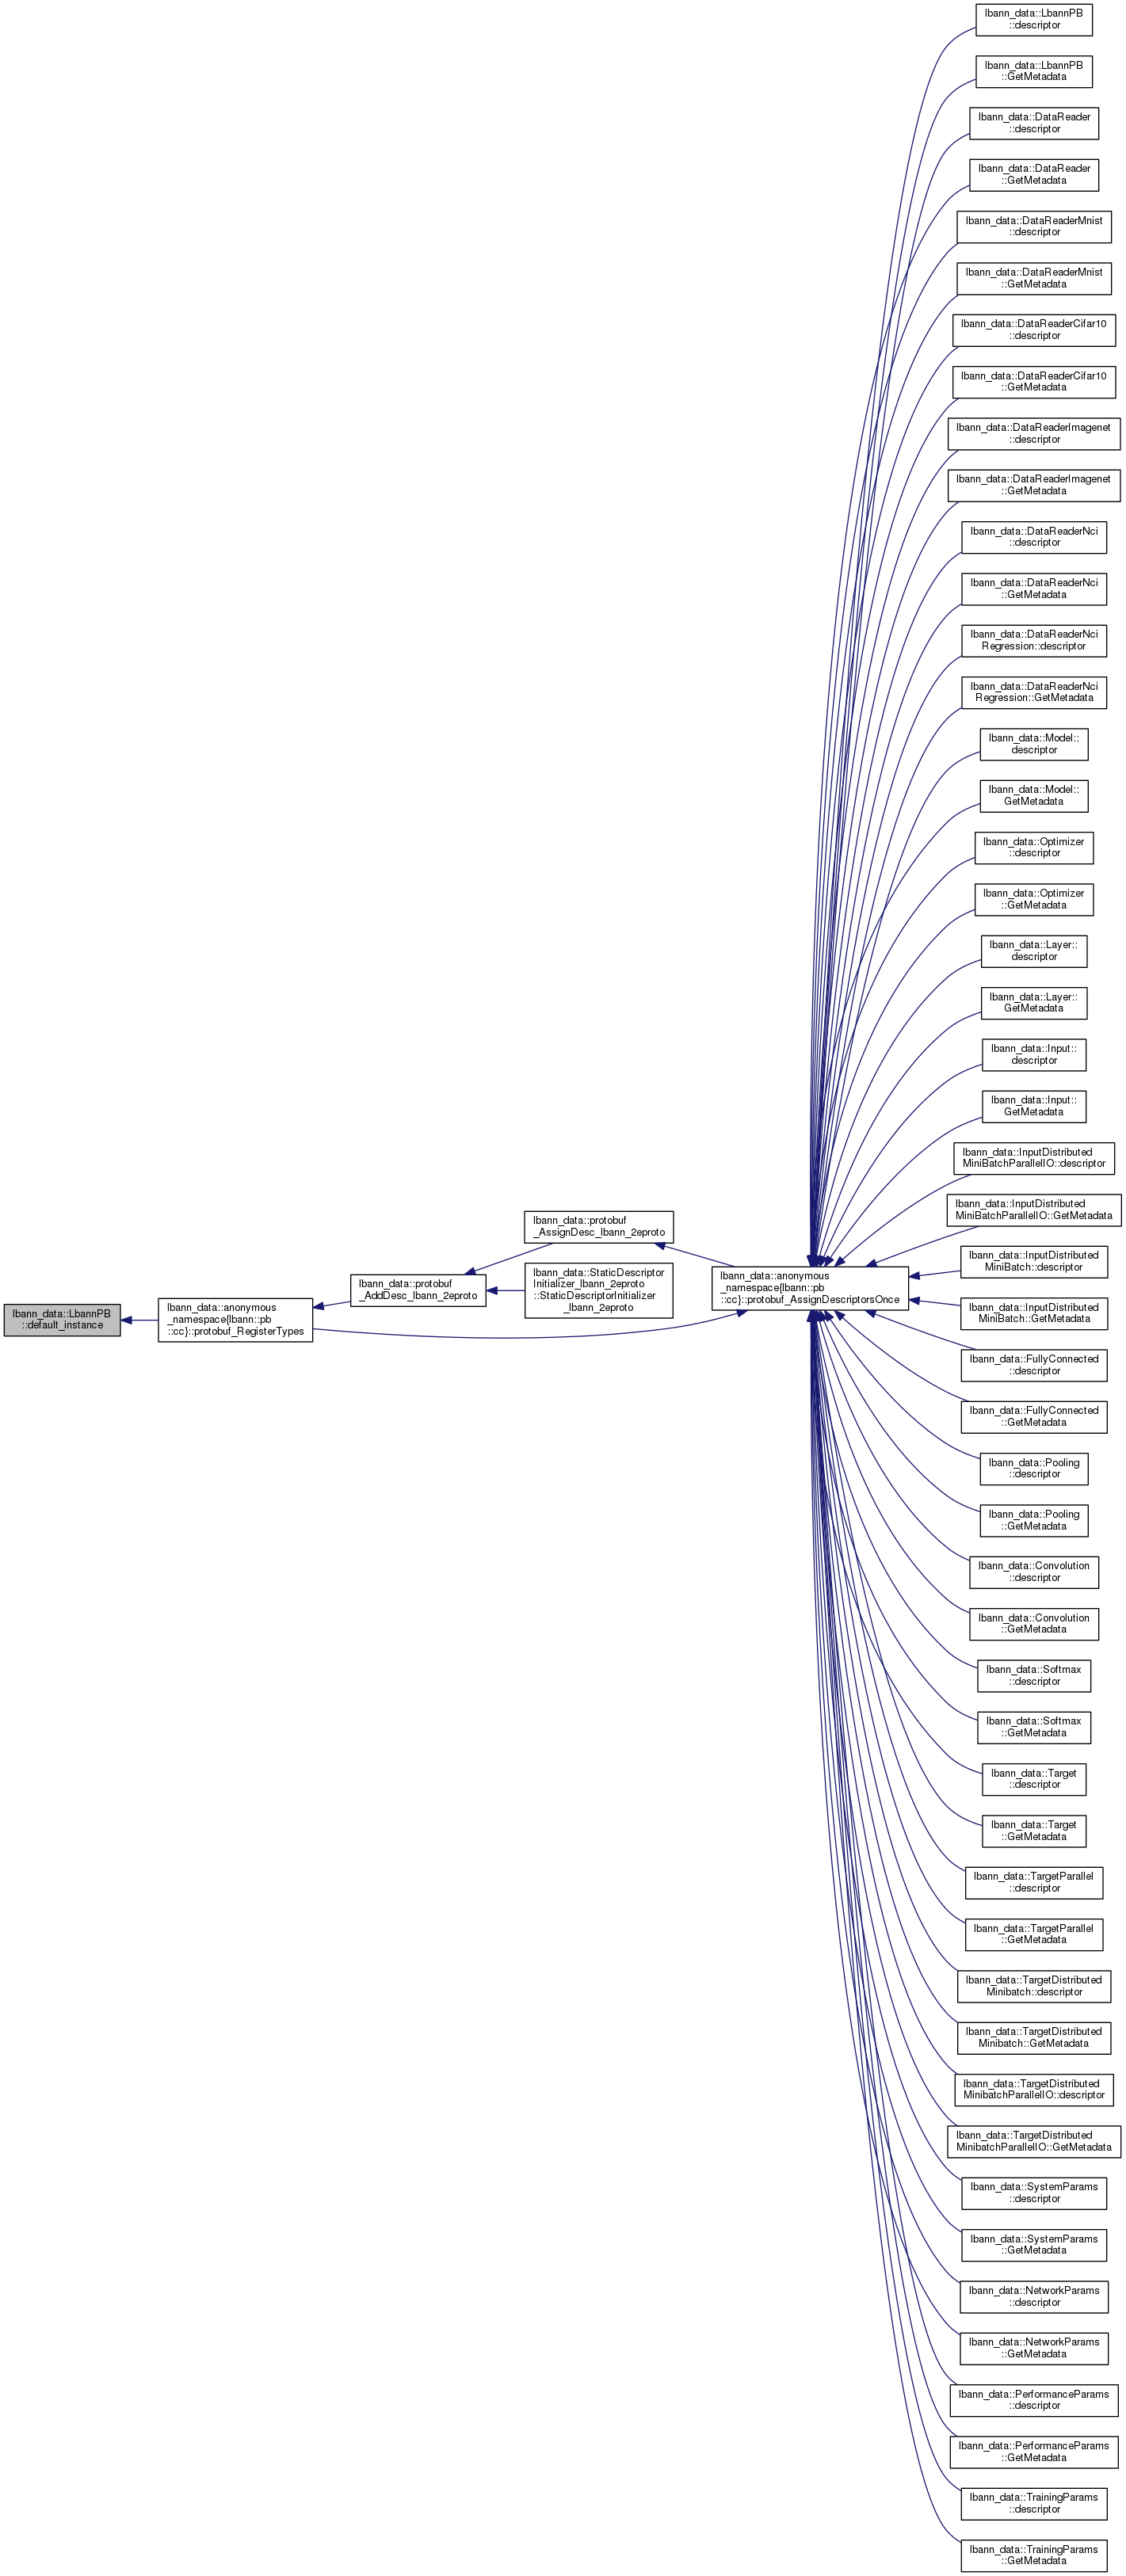 lbann_data::LbannPB
::default_instance
lbann_data::anonymous
_namespace{lbann::pb
::cc}::protobuf_RegisterTypes
lbann_data::protobuf
_AddDesc_lbann_2eproto
lbann_data::protobuf
_AssignDesc_lbann_2eproto
lbann_data::StaticDescriptor
Initializer_lbann_2eproto
::StaticDescriptorInitializer
_lbann_2eproto
lbann_data::anonymous
_namespace{lbann::pb
::cc}::protobuf_AssignDescriptorsOnce
lbann_data::LbannPB
::descriptor
lbann_data::LbannPB
::GetMetadata
lbann_data::DataReader
::descriptor
lbann_data::DataReader
::GetMetadata
lbann_data::DataReaderMnist
::descriptor
lbann_data::DataReaderMnist
::GetMetadata
lbann_data::DataReaderCifar10
::descriptor
lbann_data::DataReaderCifar10
::GetMetadata
lbann_data::DataReaderImagenet
::descriptor
lbann_data::DataReaderImagenet
::GetMetadata
lbann_data::DataReaderNci
::descriptor
lbann_data::DataReaderNci
::GetMetadata
lbann_data::DataReaderNci
Regression::descriptor
lbann_data::DataReaderNci
Regression::GetMetadata
lbann_data::Model::
descriptor
lbann_data::Model::
GetMetadata
lbann_data::Optimizer
::descriptor
lbann_data::Optimizer
::GetMetadata
lbann_data::Layer::
descriptor
lbann_data::Layer::
GetMetadata
lbann_data::Input::
descriptor
lbann_data::Input::
GetMetadata
lbann_data::InputDistributed
MiniBatchParallelIO::descriptor
lbann_data::InputDistributed
MiniBatchParallelIO::GetMetadata
lbann_data::InputDistributed
MiniBatch::descriptor
lbann_data::InputDistributed
MiniBatch::GetMetadata
lbann_data::FullyConnected
::descriptor
lbann_data::FullyConnected
::GetMetadata
lbann_data::Pooling
::descriptor
lbann_data::Pooling
::GetMetadata
lbann_data::Convolution
::descriptor
lbann_data::Convolution
::GetMetadata
lbann_data::Softmax
::descriptor
lbann_data::Softmax
::GetMetadata
lbann_data::Target
::descriptor
lbann_data::Target
::GetMetadata
lbann_data::TargetParallel
::descriptor
lbann_data::TargetParallel
::GetMetadata
lbann_data::TargetDistributed
Minibatch::descriptor
lbann_data::TargetDistributed
Minibatch::GetMetadata
lbann_data::TargetDistributed
MinibatchParallelIO::descriptor
lbann_data::TargetDistributed
MinibatchParallelIO::GetMetadata
lbann_data::SystemParams
::descriptor
lbann_data::SystemParams
::GetMetadata
lbann_data::NetworkParams
::descriptor
lbann_data::NetworkParams
::GetMetadata
lbann_data::PerformanceParams
::descriptor
lbann_data::PerformanceParams
::GetMetadata
lbann_data::TrainingParams
::descriptor
lbann_data::TrainingParams
::GetMetadata